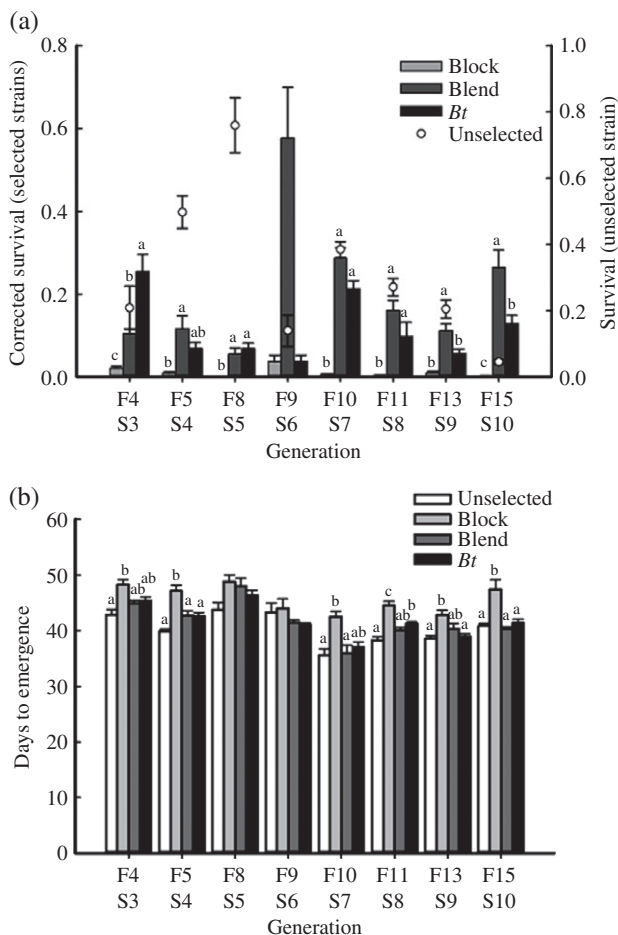 (a)
0.8
0.6
0.4
0.2
0.0
Corrected survival (selected strains)
1.0
0.8
0.6
0.4
0.2
0.0
Survival (unselected strain)
Block
Blend
Bt
Unselected
c b a
b a ab
b a a
b a a
b a a
b a b
c a b
F4 F5 F8 F9 F10 F11 F13 F15
S3 S4 S5 S6 S7 S8 S9 S10
Generation
(b)
60
50
40
30
20
10
0
Days to emergence
Unselected
Block
Blend
Bt
a b ab ab
a b a a
a b a ab
a c ab b
a b ab a
a b a a
F4 F5 F8 F9 F10 F11 F13 F15
S3 S4 S5 S6 S7 S8 S9 S10
Generation